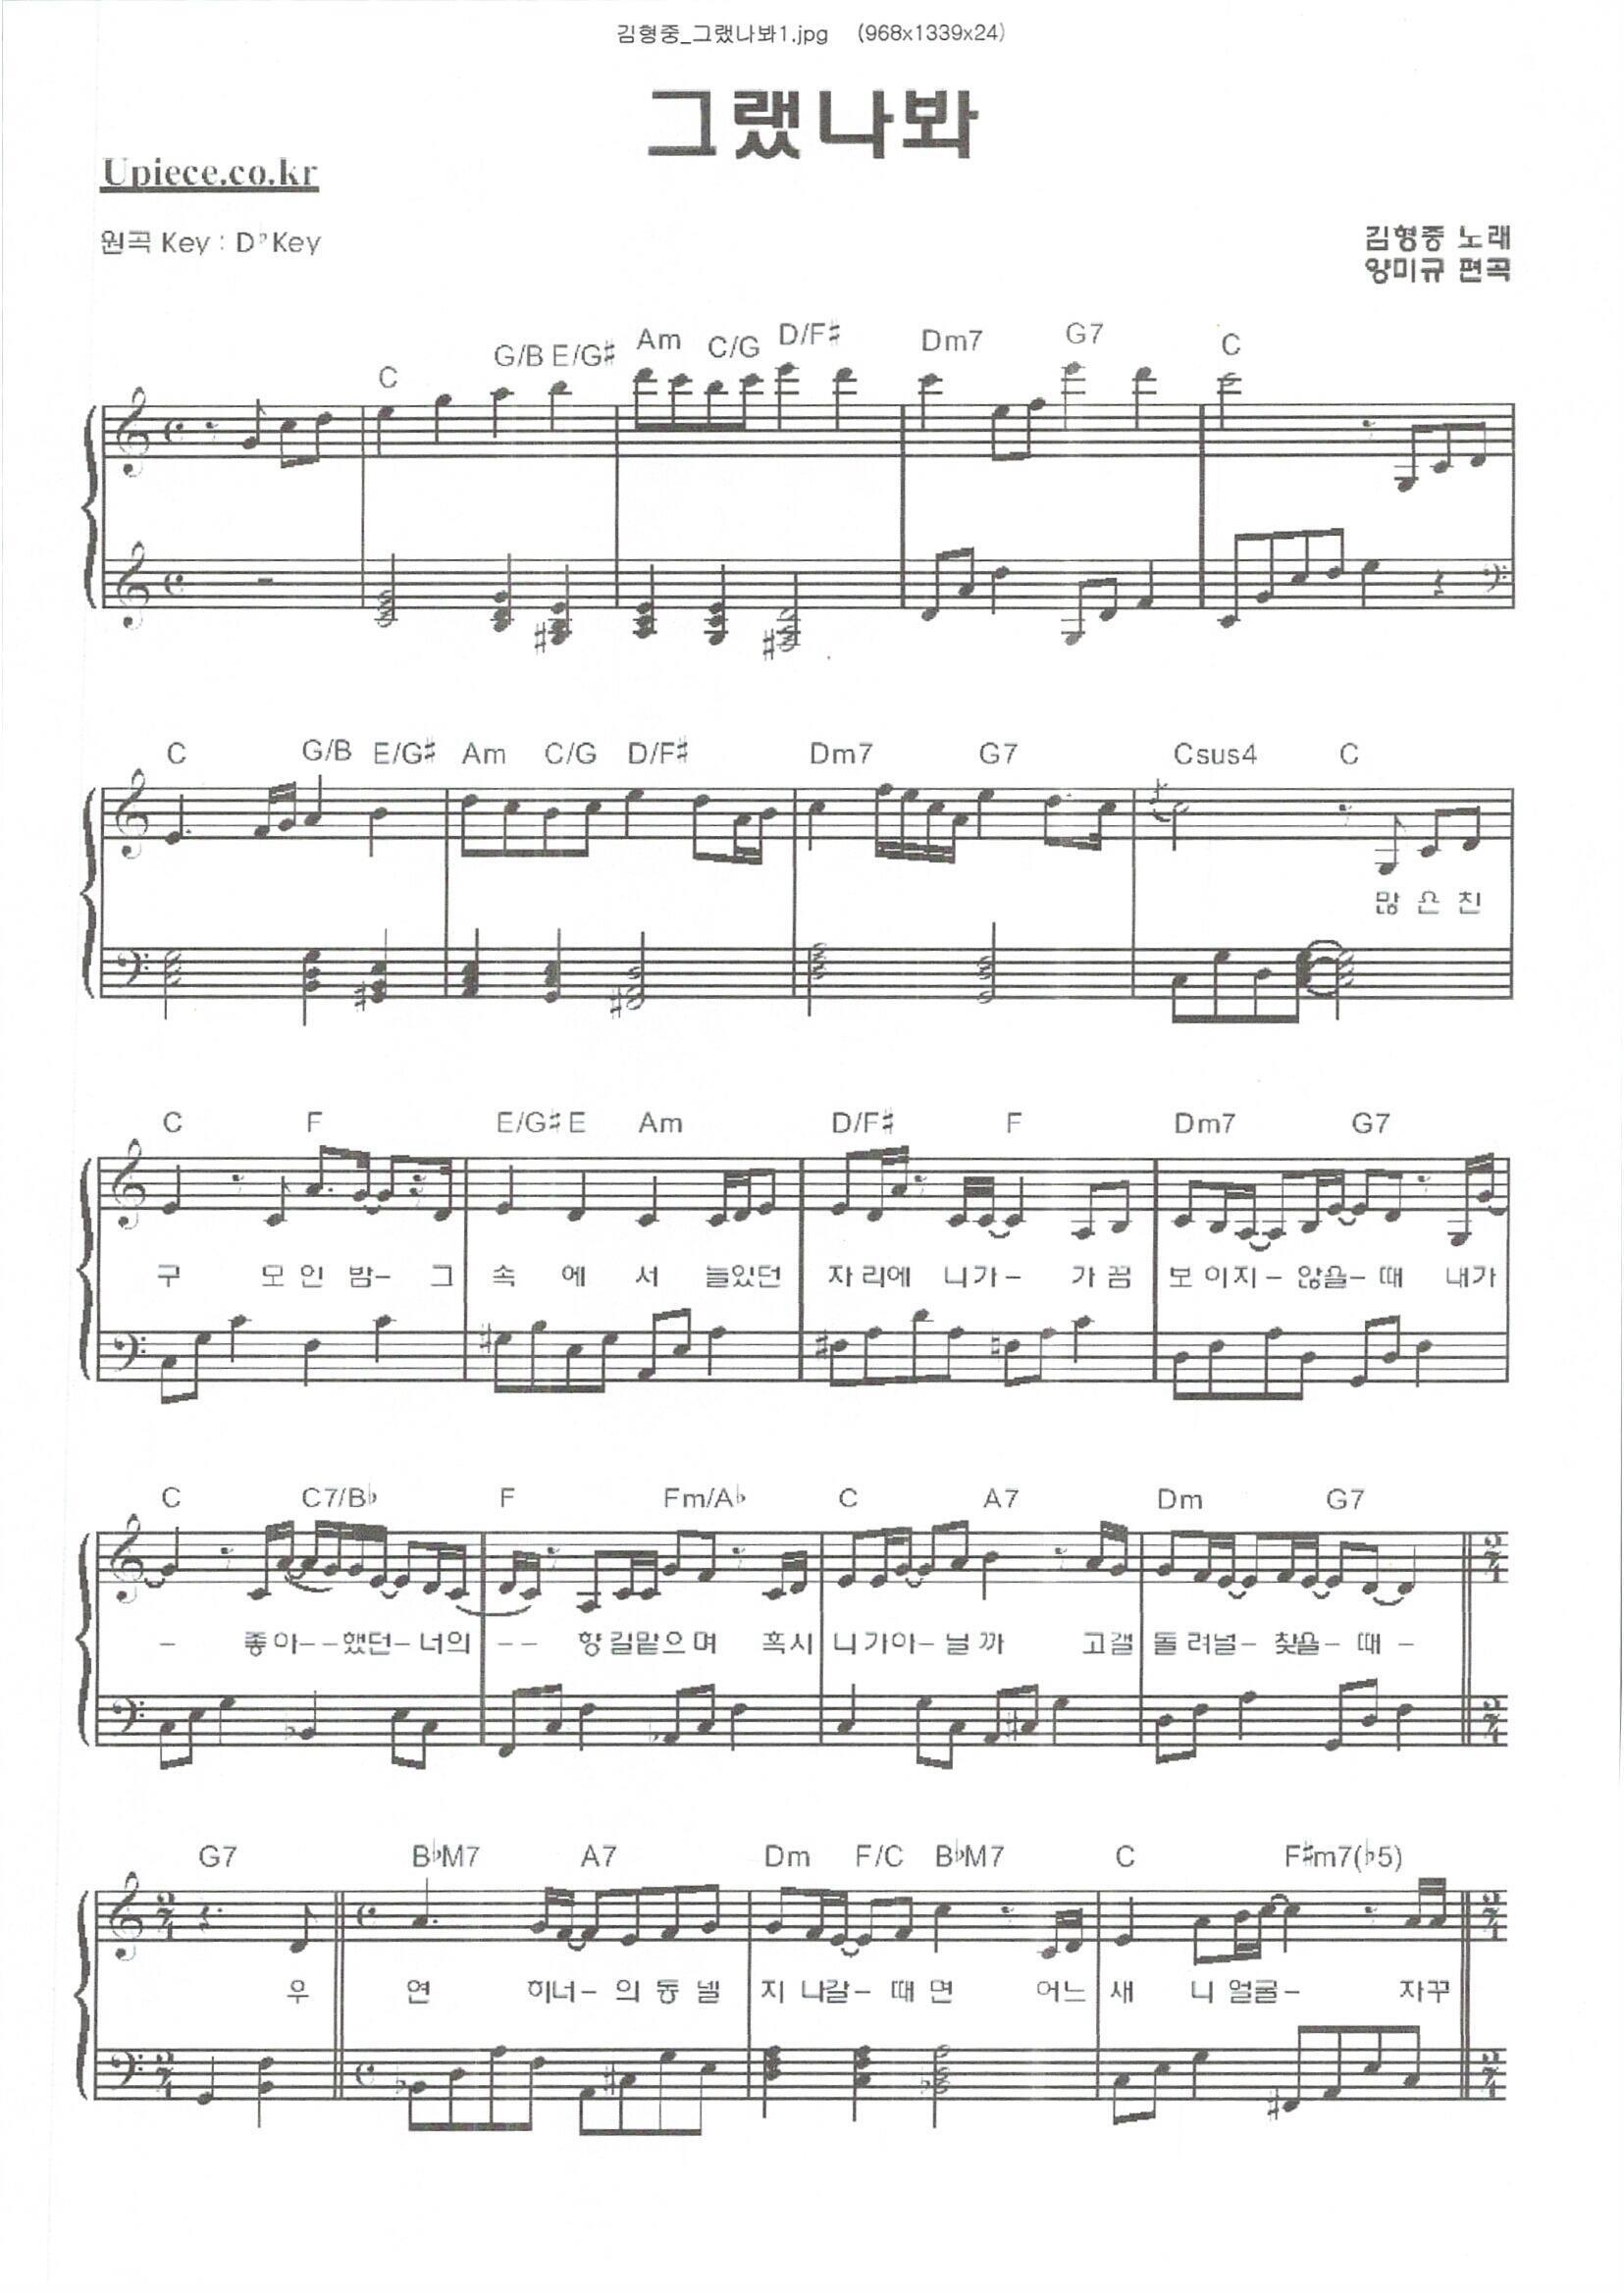 김형중_그랬나봐1.jpg (968x1339x24)
그랬나봐
Upiece.co.kr
원곡 Key : D♭Key
김형중 노래
양미규 편곡
C G/B E/G♯ Am C/G D/F♯ Dm7 G7 C
C G/B E/G♯ Am C/G D/F♯ Dm7 G7 Csus4 C
많 은 친
C F E/G♯ E Am D/F♯ F Dm7 G7
구 모 인 밤- 그 속 에 서 늘있던 자 리에 니가- 가 끔 보 이지- 않을- 때 내가
C C7/B♭ F Fm/A♭ C A7 Dm G7
- 좋아--했던-너의 -- 향 길맡으 며 혹시 니 가아- 닐 까 고갤 돌 려널- 찾을- 때 -
G7 B♭M7 A7 Dm F/C B♭M7 C F♯m7(♭5)
우 연 히너- 의 동 넬 지 나갈- 때 면 어느 새 니 얼굴- 자꾸